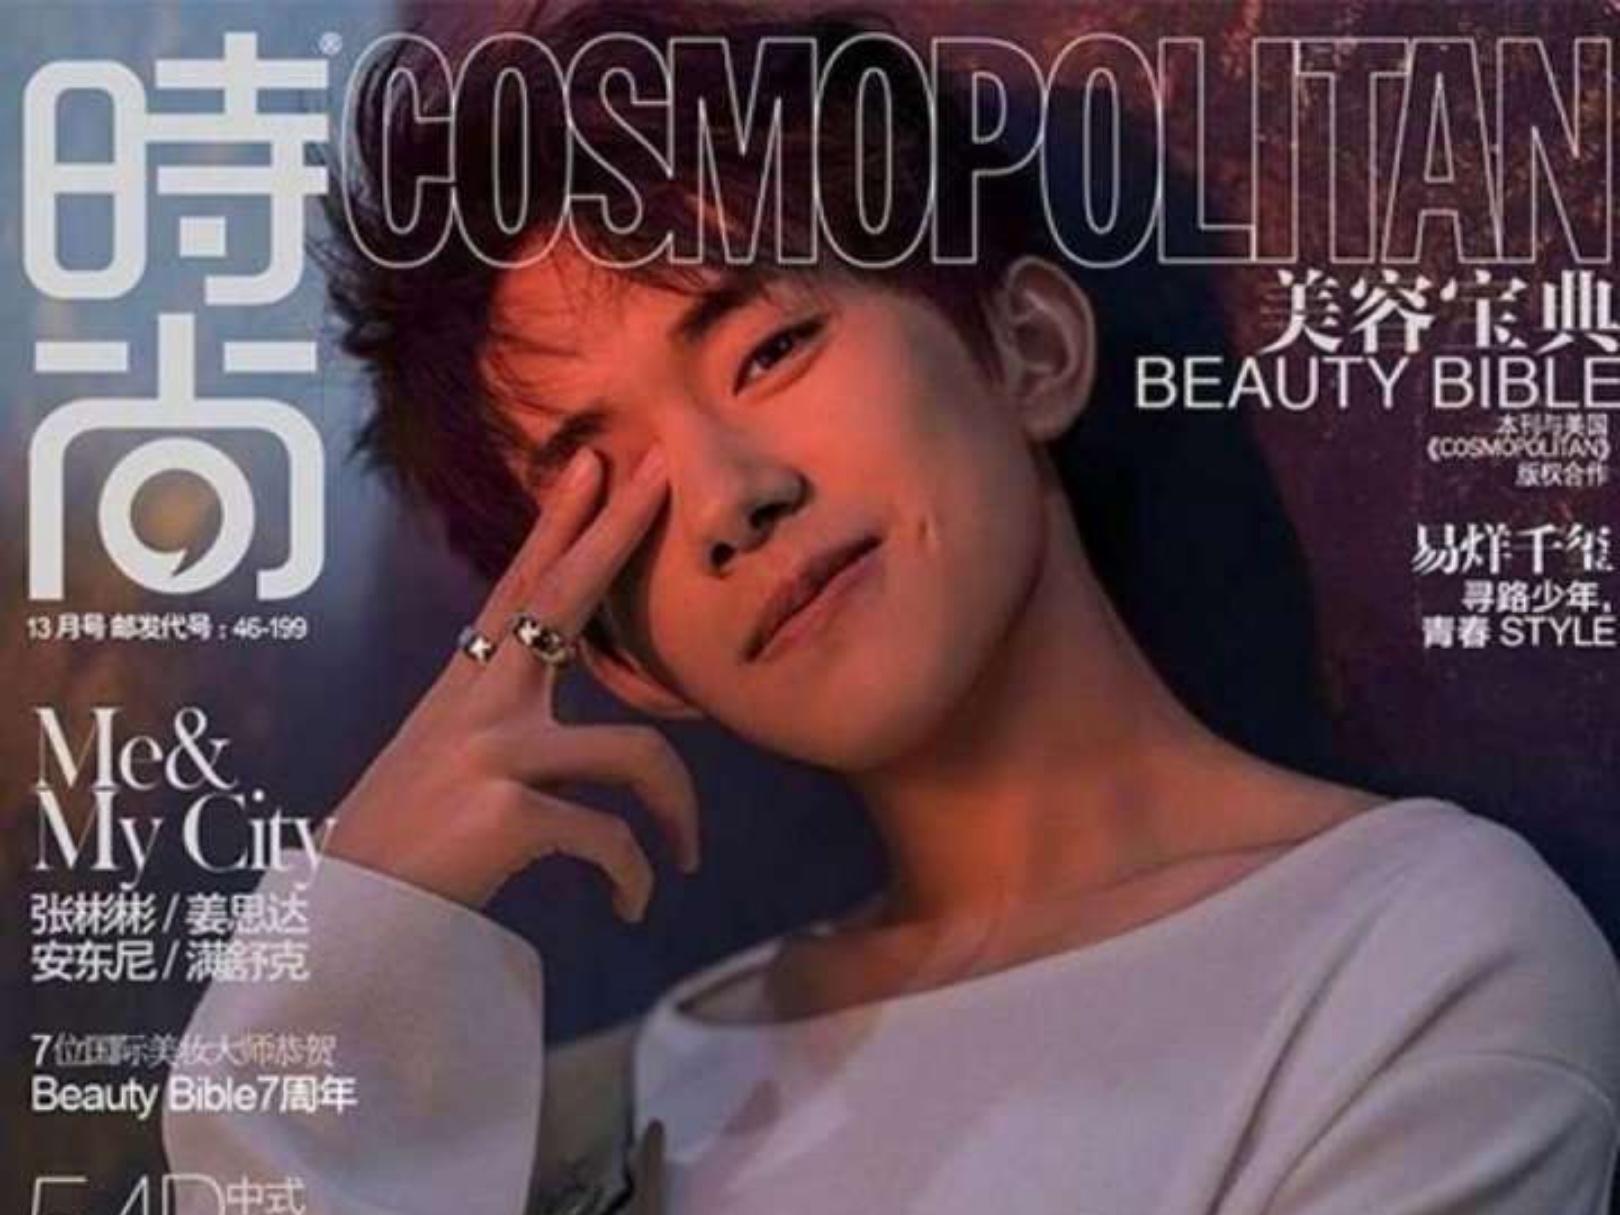 時尚®
COSMOPOLITAN
美容宝典
BEAUTY BIBLE
本刊与美国
《COSMOPOLITAN》
版权合作
易烊千玺
寻路少年,
青春 STYLE
13 月号 邮发代号：46-199
Me&
My City
张彬彬 / 姜思达
安东尼 / 满舒克
7位国际美妆大师恭贺
Beauty Bible7周年
中式